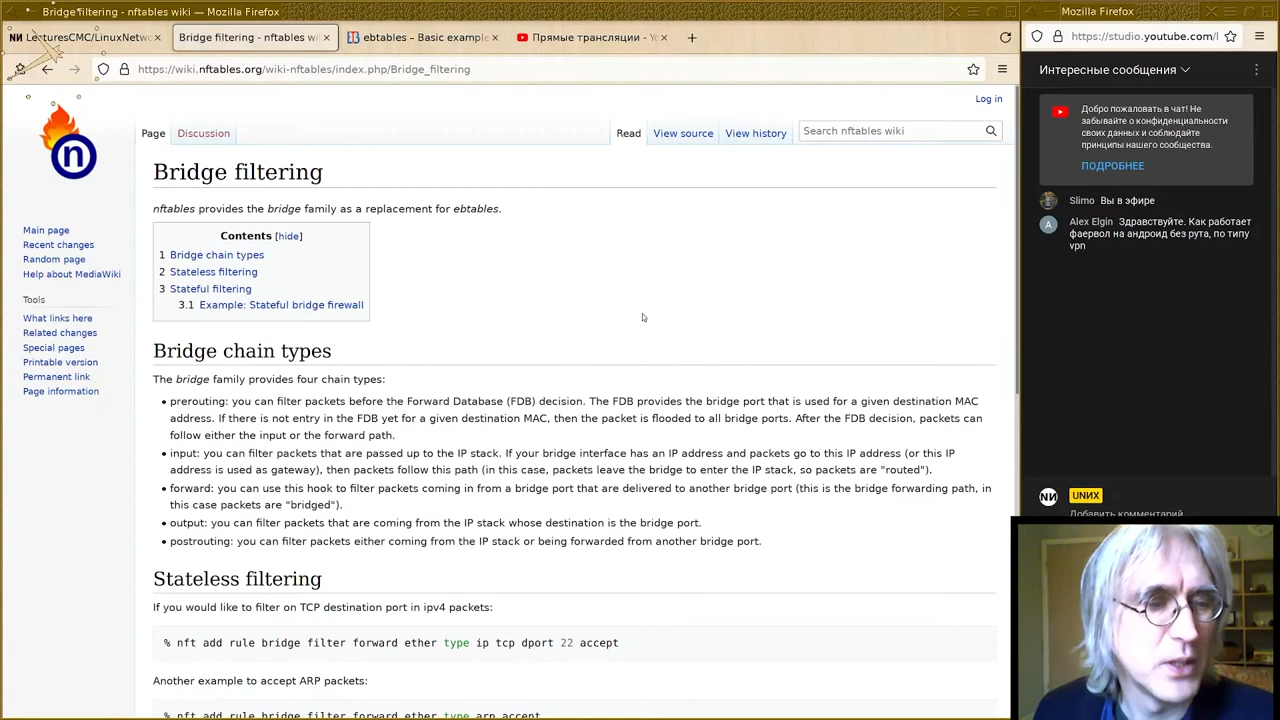 Bridge filtering - nftables wiki — Mozilla Firefox
Mozilla Firefox
LecturesCMC/LinuxNetwo
Bridge filtering - nftables wi
ebtables – Basic example
Прямые трансляции - Yo
https://wiki.nftables.org/wiki-nftables/index.php/Bridge_filtering
https://studio.youtube.com/l
Log in
Page
Discussion
Read
View source
View history
Search nftables wiki
n
Main page
Recent changes
Random page
Help about MediaWiki
Tools
What links here
Related changes
Special pages
Printable version
Permanent link
Page information
Bridge filtering
nftables provides the bridge family as a replacement for ebtables.
Contents [hide]
1 Bridge chain types
2 Stateless filtering
3 Stateful filtering
3.1 Example: Stateful bridge firewall
Bridge chain types
The bridge family provides four chain types:
• prerouting: you can filter packets before the Forward Database (FDB) decision. The FDB provides the bridge port that is used for a given destination MAC
address. If there is not entry in the FDB yet for a given destination MAC, then the packet is flooded to all bridge ports. After the FDB decision, packets can
follow either the input or the forward path.
• input: you can filter packets that are passed up to the IP stack. If your bridge interface has an IP address and packets go to this IP address (or this IP
address is used as gateway), then packets follow this path (in this case, packets leave the bridge to enter the IP stack, so packets are "routed").
• forward: you can use this hook to filter packets coming in from a bridge port that are delivered to another bridge port (this is the bridge forwarding path, in
this case packets are "bridged").
• output: you can filter packets that are coming from the IP stack whose destination is the bridge port.
• postrouting: you can filter packets either coming from the IP stack or being forwarded from another bridge port.
Stateless filtering
If you would like to filter on TCP destination port in ipv4 packets:
% nft add rule bridge filter forward ether type ip tcp dport 22 accept
Another example to accept ARP packets:
% nft add rule bridge filter forward ether type arp accept
Интересные сообщения
Добро пожаловать в чат! Не
забывайте о конфиденциальности
своих данных и соблюдайте
принципы нашего сообщества.
ПОДРОБНЕЕ
Slimo Вы в эфире
A
Alex Elgin Здравствуйте. Как работает
фаервол на андроид без рута, по типу
vpn
UNIX
Добавить комментарий